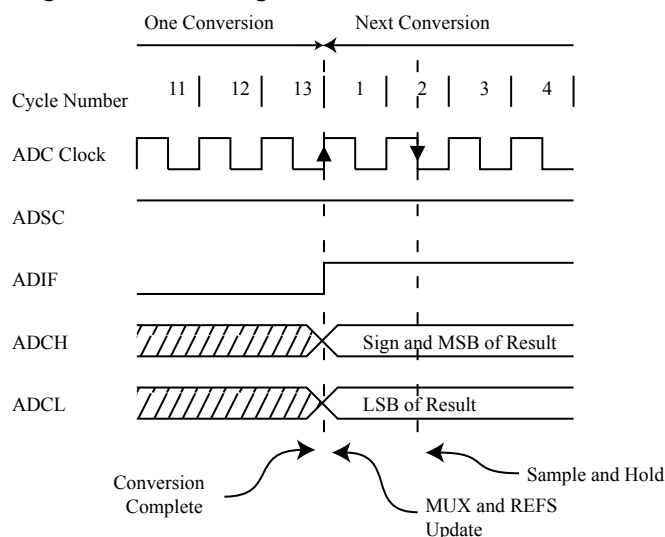 One Conversion Next Conversion
Cycle Number 11 12 13 1 2 3 4
ADC Clock
ADSC
ADIF
ADCH Sign and MSB of Result
ADCL LSB of Result
Conversion
Complete
MUX and REFS
Update
Sample and Hold